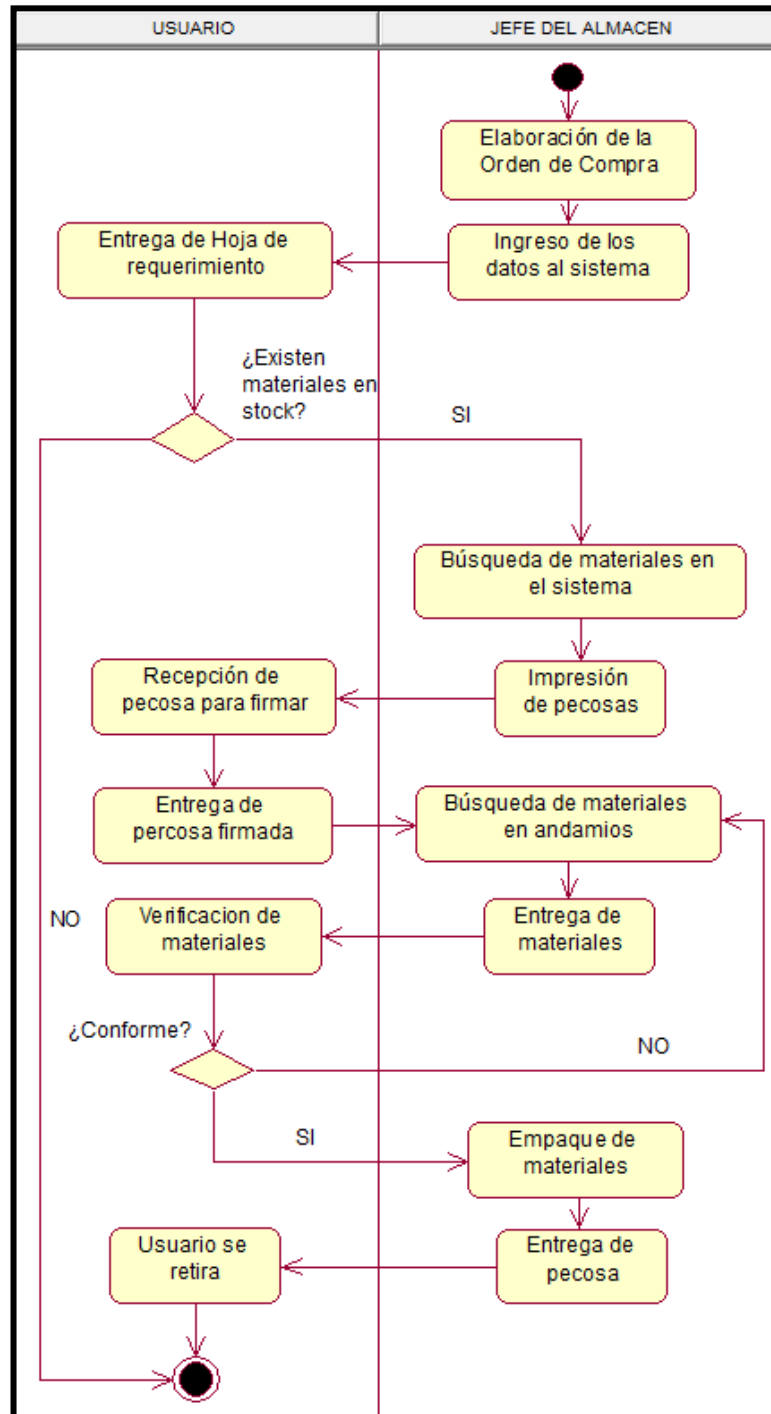 USUARIO
JEFE DEL ALMACEN
Elaboración de la
Orden de Compra
Entrega de Hoja de
requerimiento
Ingreso de los
datos al sistema
¿Existen
materiales en
stock?
SI
Búsqueda de materiales en
el sistema
Recepción de
pecosa para firmar
Impresión
de pecosas
Entrega de
percosa firmada
Búsqueda de materiales
en andamios
NO
Verificacion de
materiales
Entrega de
materiales
¿Conforme?
NO
SI
Empaque de
materiales
Usuario se
retira
Entrega de
pecosa